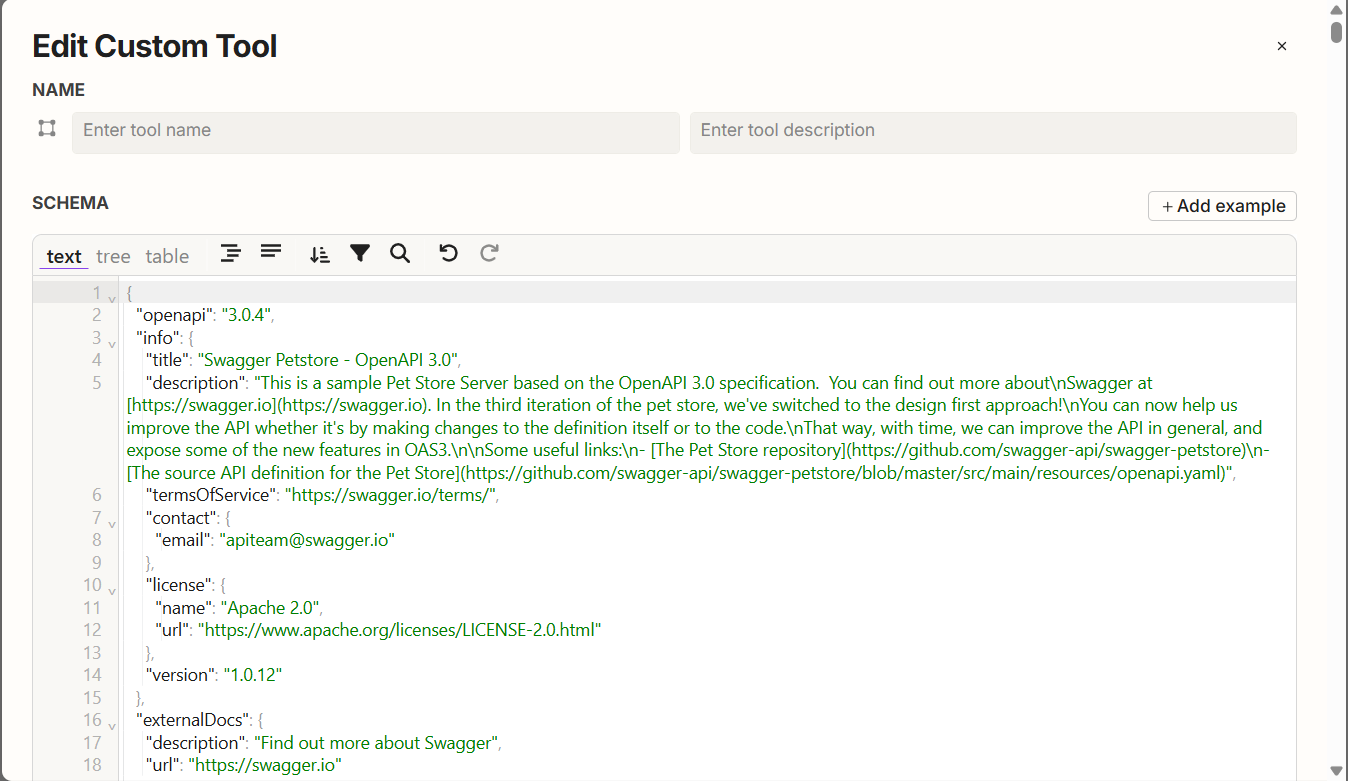 Edit Custom Tool
×
NAME
Enter tool name
Enter tool description
SCHEMA
+ Add example
text tree table
1 {
2 "openapi": "3.0.4",
3 "info": {
4 "title": "Swagger Petstore - OpenAPI 3.0",
5 "description": "This is a sample Pet Store Server based on the OpenAPI 3.0 specification.  You can find out more about\nSwagger at
[https://swagger.io](https://swagger.io). In the third iteration of the pet store, we've switched to the design first approach!\nYou can now help us
improve the API whether it's by making changes to the definition itself or to the code.\nThat way, with time, we can improve the API in general, and
expose some of the new features in OAS3.\n\nSome useful links:\n- [The Pet Store repository](https://github.com/swagger-api/swagger-petstore)\n-
[The source API definition for the Pet Store](https://github.com/swagger-api/swagger-petstore/blob/master/src/main/resources/openapi.yaml)",
6 "termsOfService": "https://swagger.io/terms/",
7 "contact": {
8 "email": "apiteam@swagger.io"
9 },
10 "license": {
11 "name": "Apache 2.0",
12 "url": "https://www.apache.org/licenses/LICENSE-2.0.html"
13 },
14 "version": "1.0.12"
15 },
16 "externalDocs": {
17 "description": "Find out more about Swagger",
18 "url": "https://swagger.io"